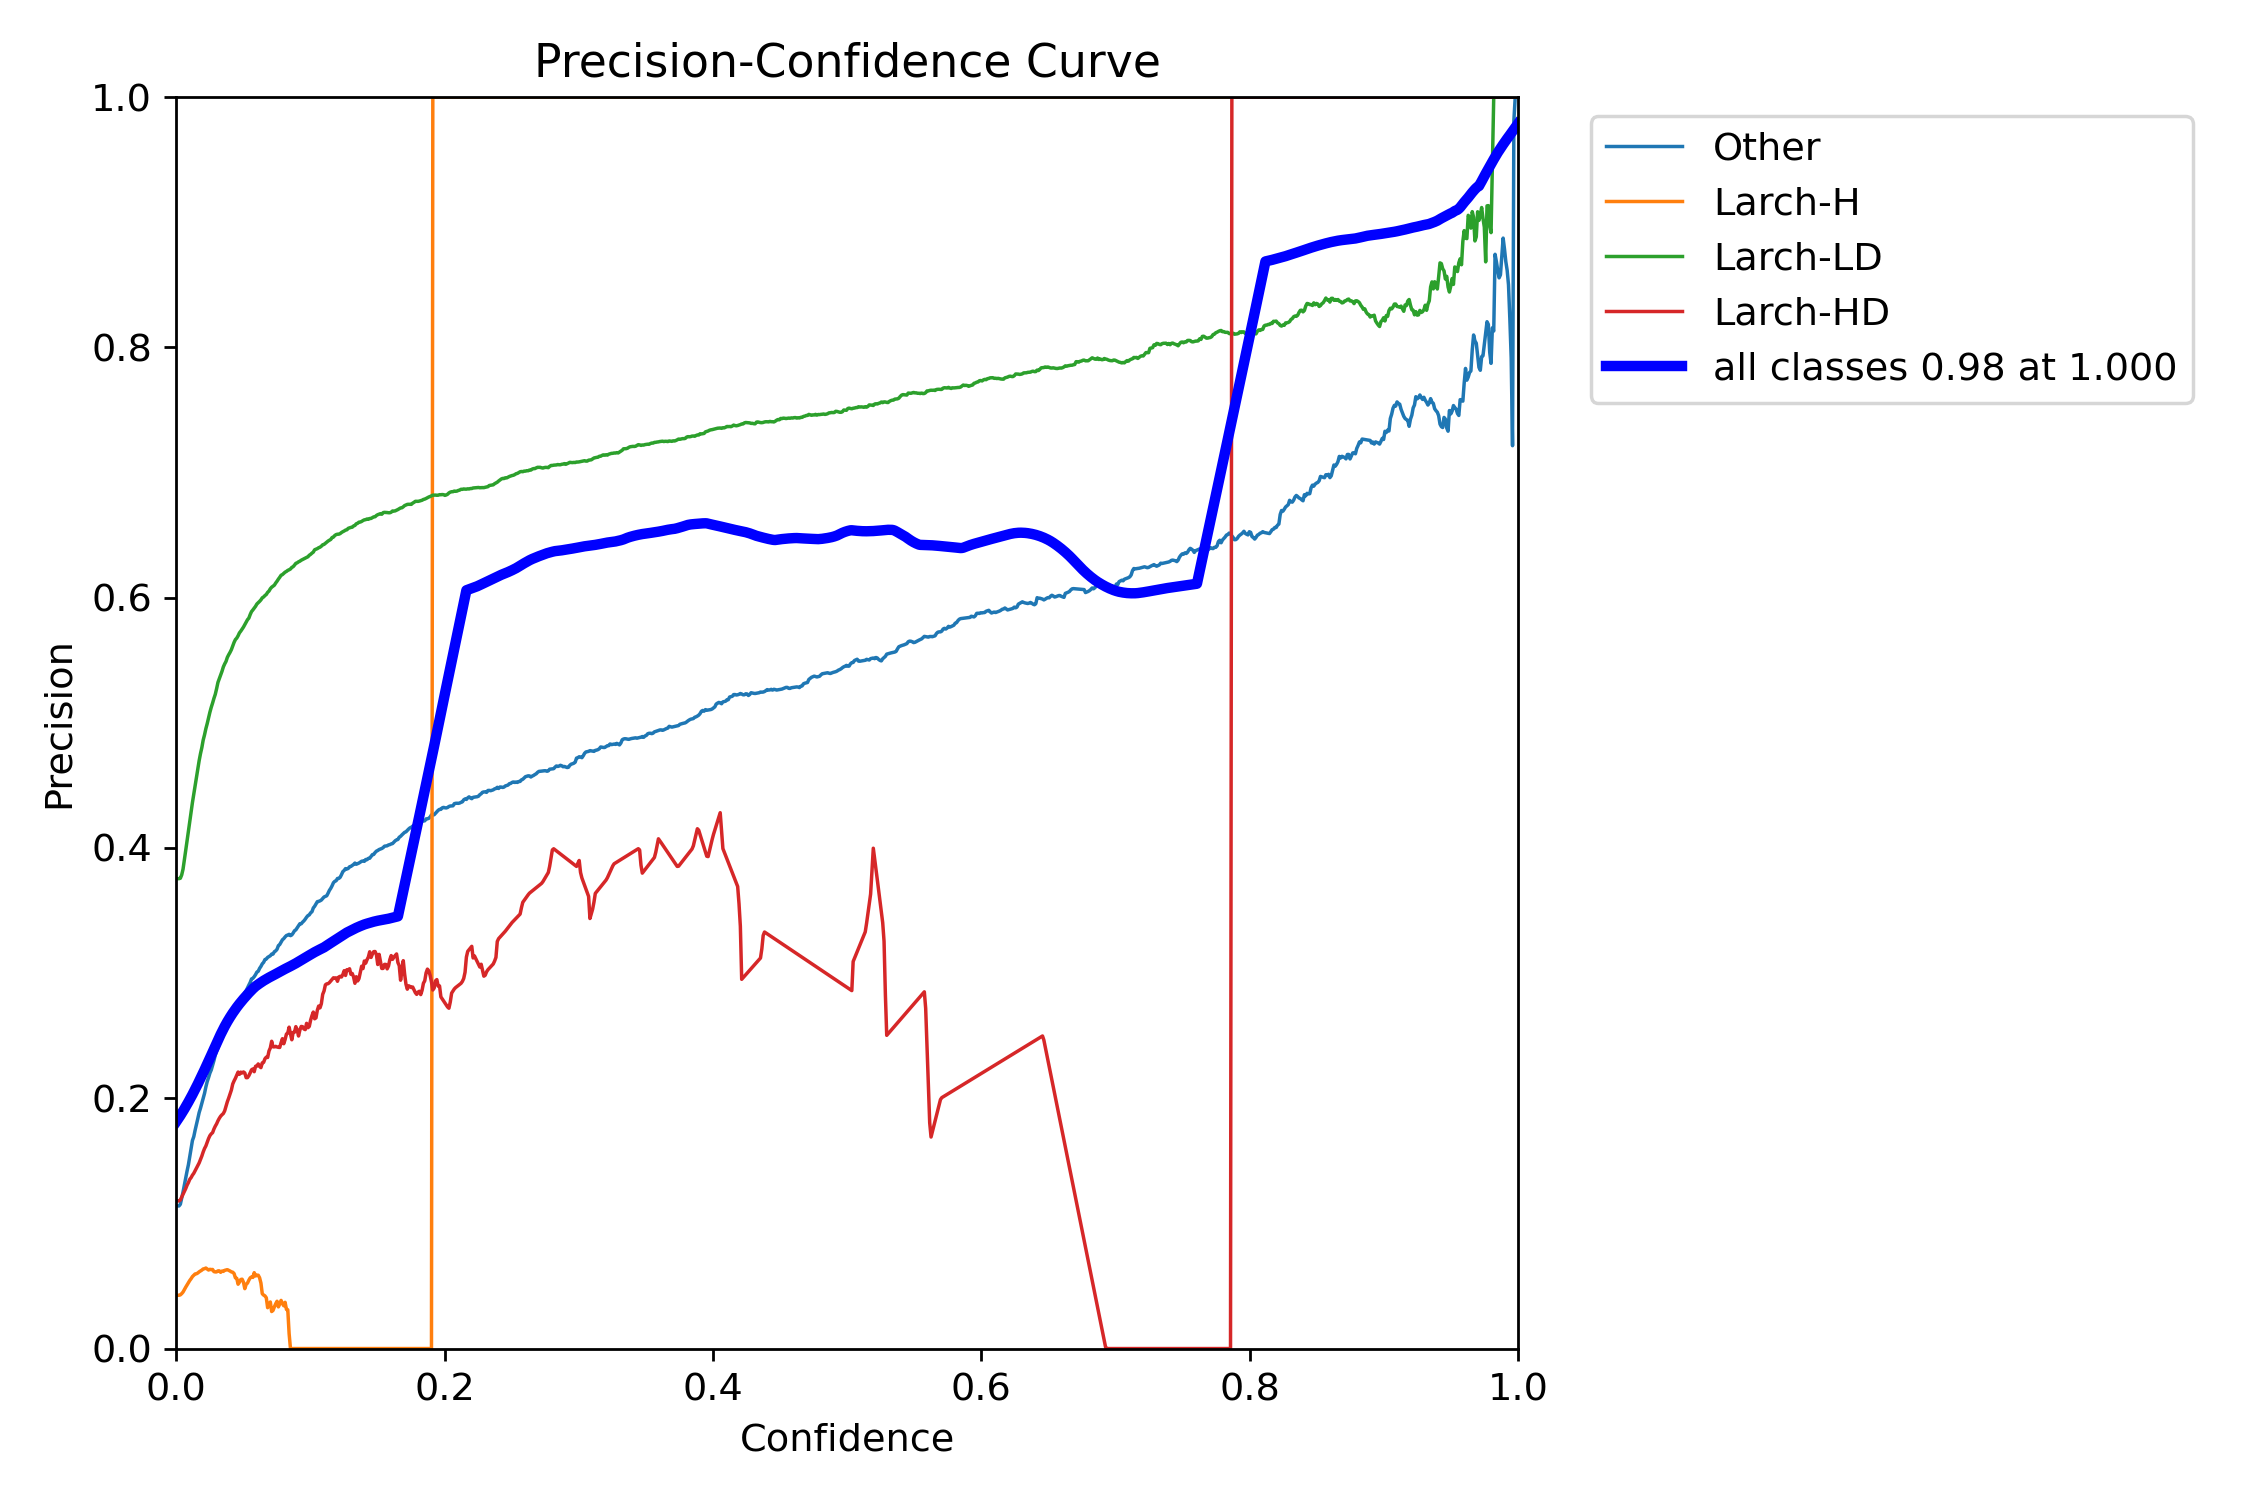 Precision-Confidence Curve
1.0
0.8
0.6
0.4
0.2
0.0
Precision
0.0 0.2 0.4 0.6 0.8 1.0
Confidence
Other
Larch-H
Larch-LD
Larch-HD
all classes 0.98 at 1.000